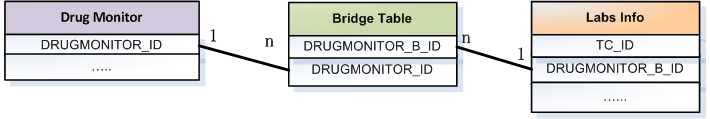 Drug Monitor
DRUGMONITOR_ID
.....
1
n
Bridge Table
DRUGMONITOR_B_ID
DRUGMONITOR_ID
n
1
Labs Info
TC_ID
DRUGMONITOR_B_ID
......